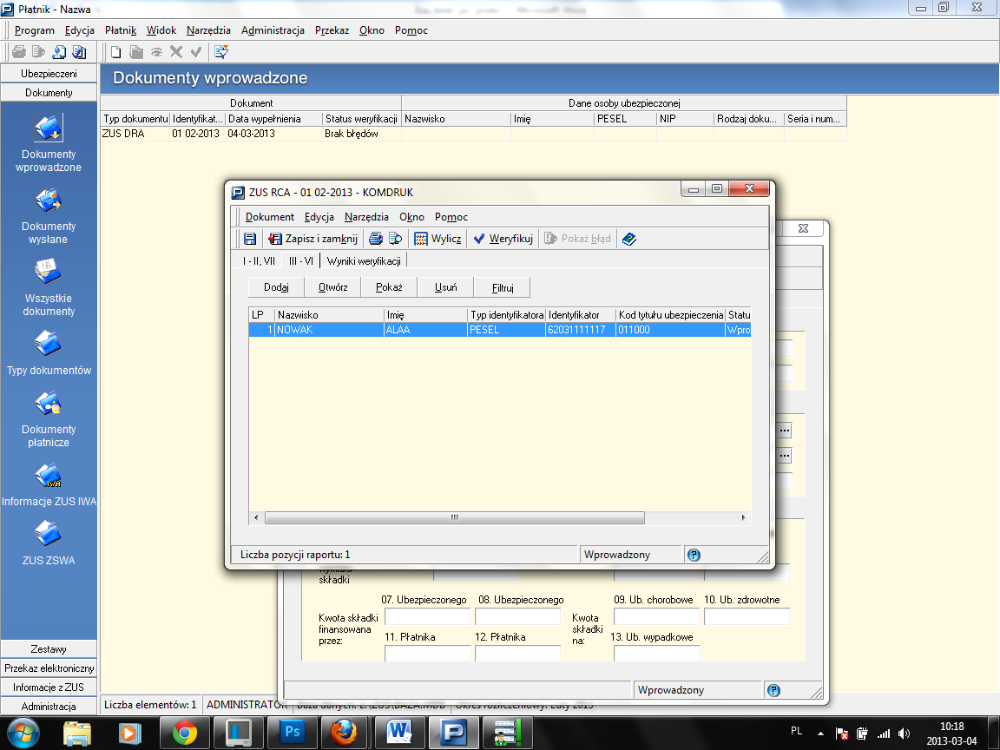 Płatnik - Nazwa
Program Edycja Płatnik Widok Narzędzia Administracja Przekaz Okno Pomoc
Ubezpieczeni
Dokumenty
Dokumenty wprowadzone
Dokument Dane osoby ubezpieczonej
Typ dokumentu Identyfikat... Data wypełnienia Status weryfikacji Nazwisko Imię PESEL NIP Rodzaj doku... Seria i num...
ZUS DRA 01 02-2013 04-03-2013 Brak błędów
Dokumenty
wprowadzone
Dokumenty
wysłane
Wszystkie
dokumenty
Typy dokumentów
Dokumenty
płatnicze
IWA
Informacje ZUS IWA
ZUS ZSWA
Zestawy
Przekaz elektroniczny
Informacje z ZUS
Administracja
ZUS RCA - 01 02-2013 - KOMDRUK
Dokument Edycja Narzędzia Okno Pomoc
Zapisz i zamknij Wylicz Weryfikuj Pokaż błąd
I - II, VII III - VI Wyniki weryfikacji
Dodaj Otwórz Pokaż Usuń Filtruj
LP Nazwisko Imię Typ identyfikatora Identyfikator Kod tytułu ubezpieczenia Statu
1 NOWAK ALAA PESEL 62031111117 011000 Wpro
Liczba pozycji raportu: 1 Wprowadzony
składki
07. Ubezpieczonego 08. Ubezpieczonego 09. Ub. chorobowe 10. Ub. zdrowotne
Kwota składki
finansowana
przez:
Kwota
składki
na:
11. Płatnika 12. Płatnika 13. Ub. wypadkowe
Wprowadzony
Liczba elementów: 1 ADMINISTRATOR Baza danych: E:\ZUS\BAZA.MDB Okres rozliczeniowy: Luty 2013
Ps W P
PL
10:18
2013-03-04